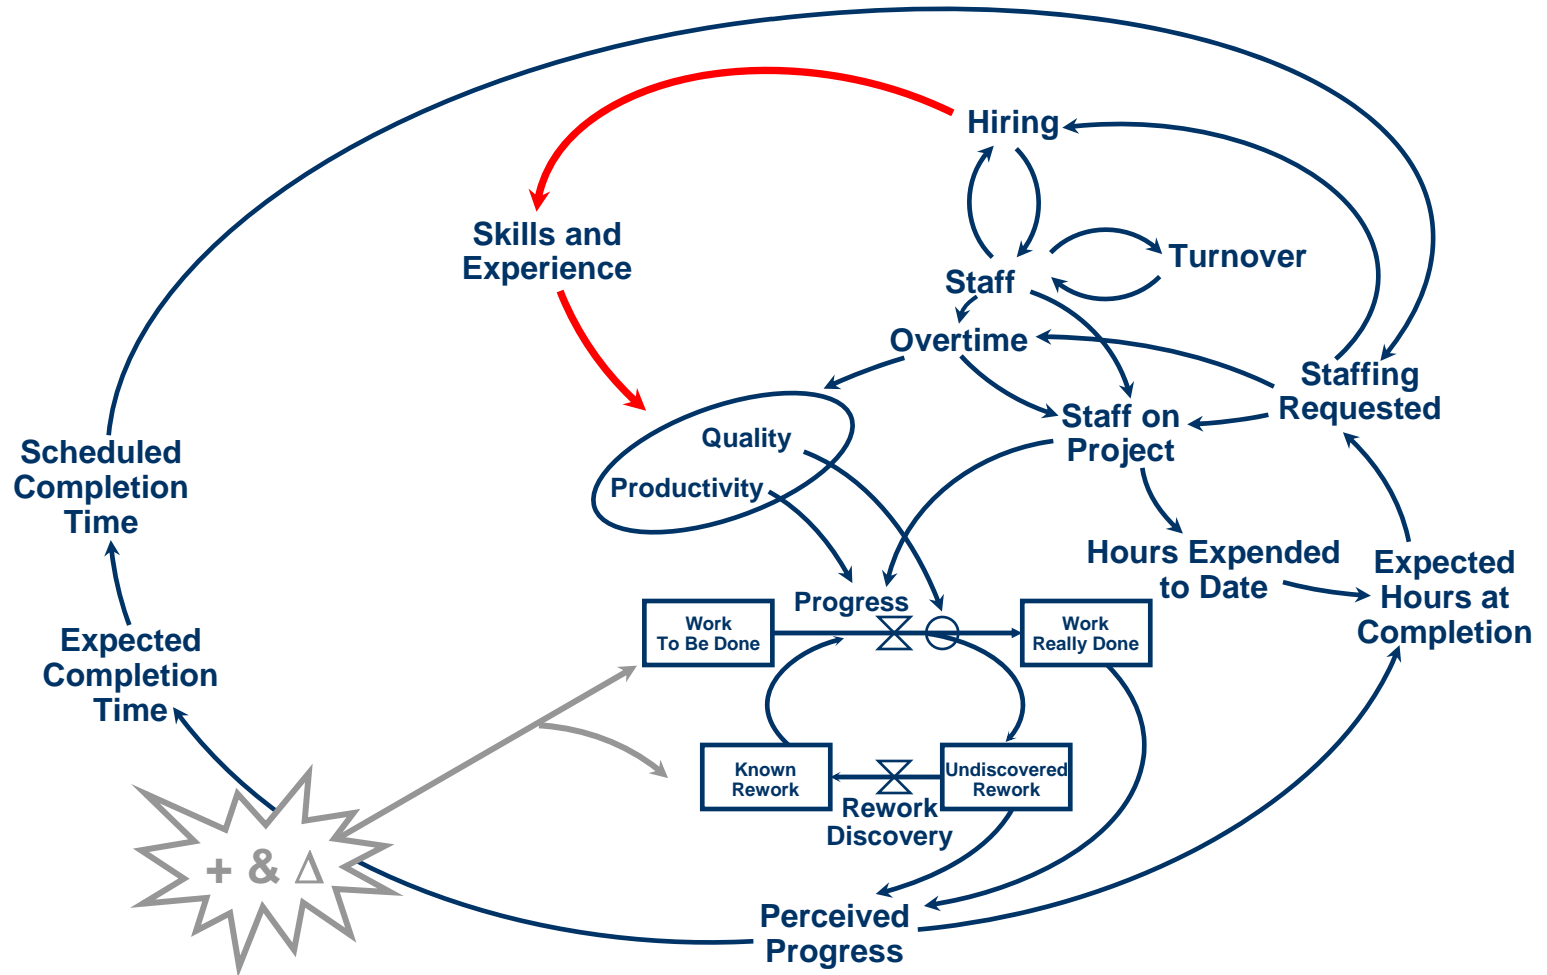 Hiring
Skills and
Experience
Turnover
Staff
Overtime
Staffing
Requested
Staff on
Project
Quality
Productivity
Scheduled
Completion
Time
Hours Expended
to Date
Expected
Hours at
Completion
Progress
Work
To Be Done
Work
Really Done
Expected
Completion
Time
Known
Rework
Undiscovered
Rework
Rework
Discovery
+ & Δ
Perceived
Progress